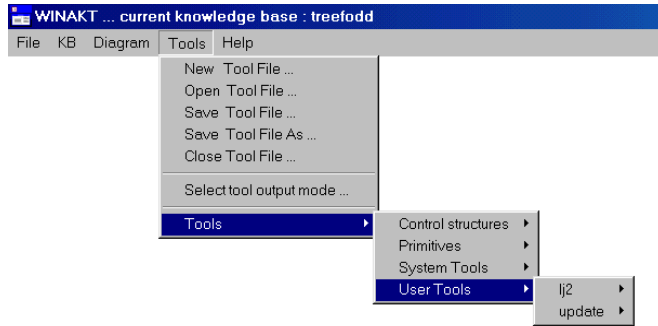 WINAKT ... current knowledge base : treefodd
File KB Diagram Tools Help
New Tool File ...
Open Tool File ...
Save Tool File ...
Save Tool File As ...
Close Tool File ...
Select tool output mode ...
Tools
Control structures
Primitives
System Tools
User Tools
lj2
update